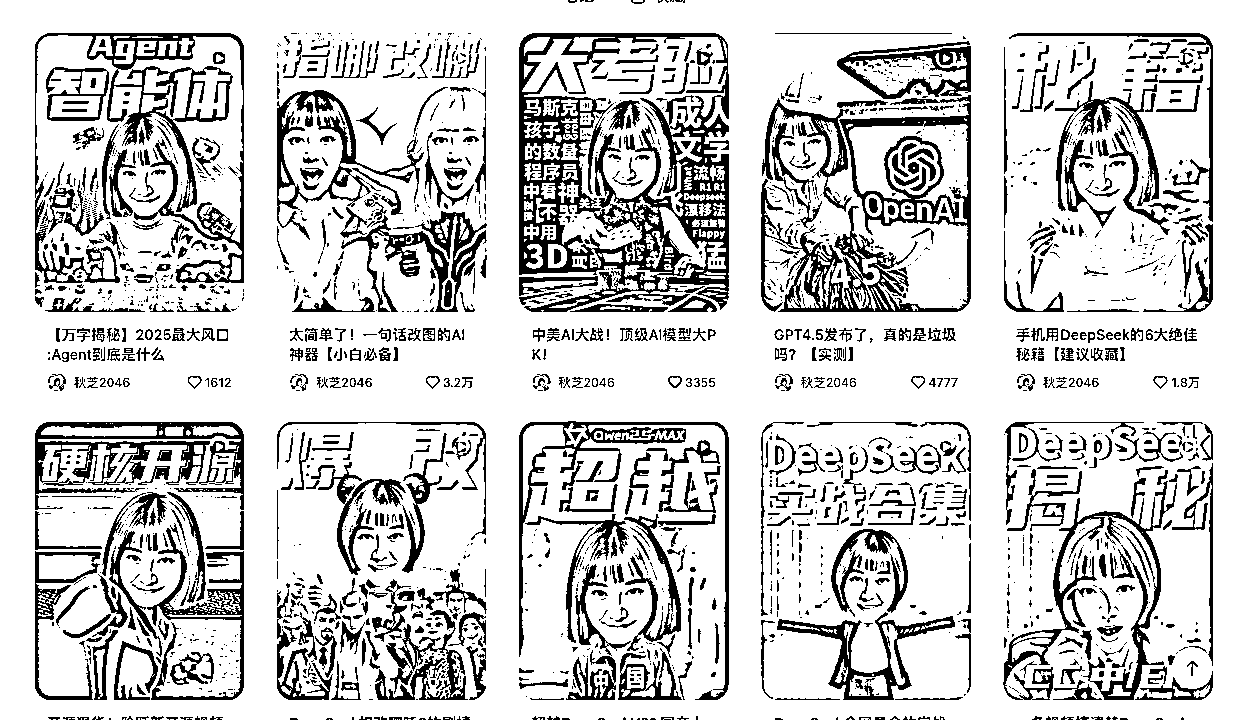 Agent
智能体
指哪改哪
大考验
马斯克
孩子
成人
文字
的数量
程序员
流畅
中看神
不
漂移法
中用
Flappy
3D
猛
OpenAI
4.5
秘籍
【万字揭秘】2025最大风口
:Agent到底是什么
秋芝2046
1612
太简单了！一句话改图的AI
神器【小白必备】
秋芝2046
3.2万
中美AI大战！顶级AI模型大P
K!
秋芝2046
3355
GPT4.5发布了，真的是垃圾
吗？【实测】
秋芝2046
4777
手机用DeepSeek的6大绝佳
秘籍【建议收藏】
秋芝2046
1.8万
硬核开源
爆改
Qwen2.5-MAX
超越
中国
DeepSeek
实战合集
DeepSeek
揭秘